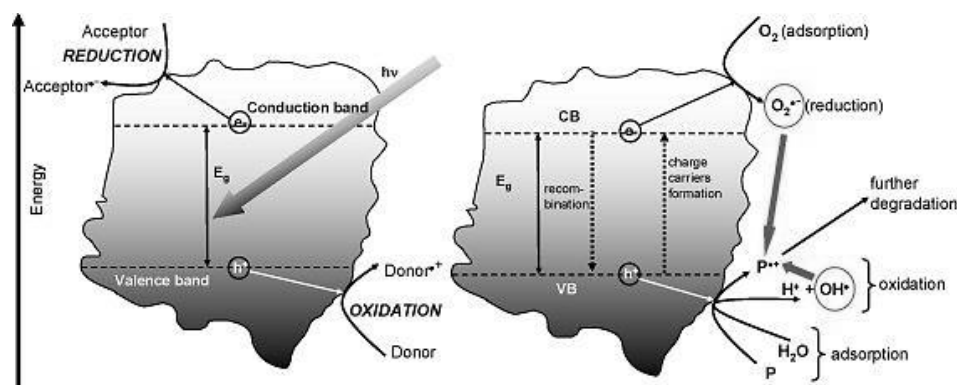 Energy
Acceptor
REDUCTION
Acceptor•−
hν
Conduction band
e-
Eg
h+
Valence band
Donor•+
OXIDATION
Donor
O2 (adsorption)
O2•− (reduction)
CB
e-
Eg
recom-
bination
charge
carriers
formation
further
degradation
h+
VB
P•+
H+ + OH•
oxidation
H2O
P
adsorption